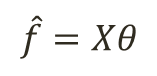 f̂ = Xθ